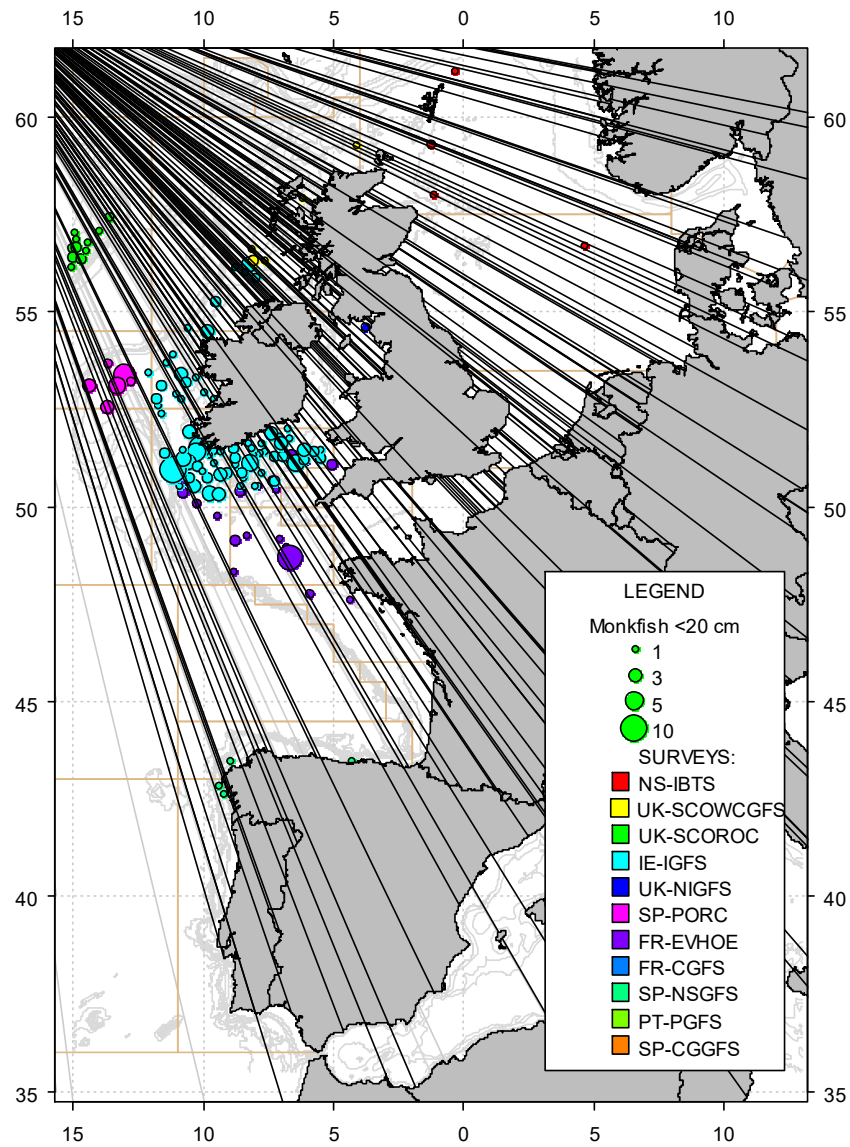 15 10 5 0 5 10
60 60
55 55
50 50
45 45
40 40
35 35
LEGEND
Monkfish <20 cm
1
3
5
10
SURVEYS:
NS-IBTS
UK-SCOWCGFS
UK-SCOROC
IE-IGFS
UK-NIGFS
SP-PORC
FR-EVHOE
FR-CGFS
SP-NSGFS
PT-PGFS
SP-CGGFS
15 10 5 0 5 10